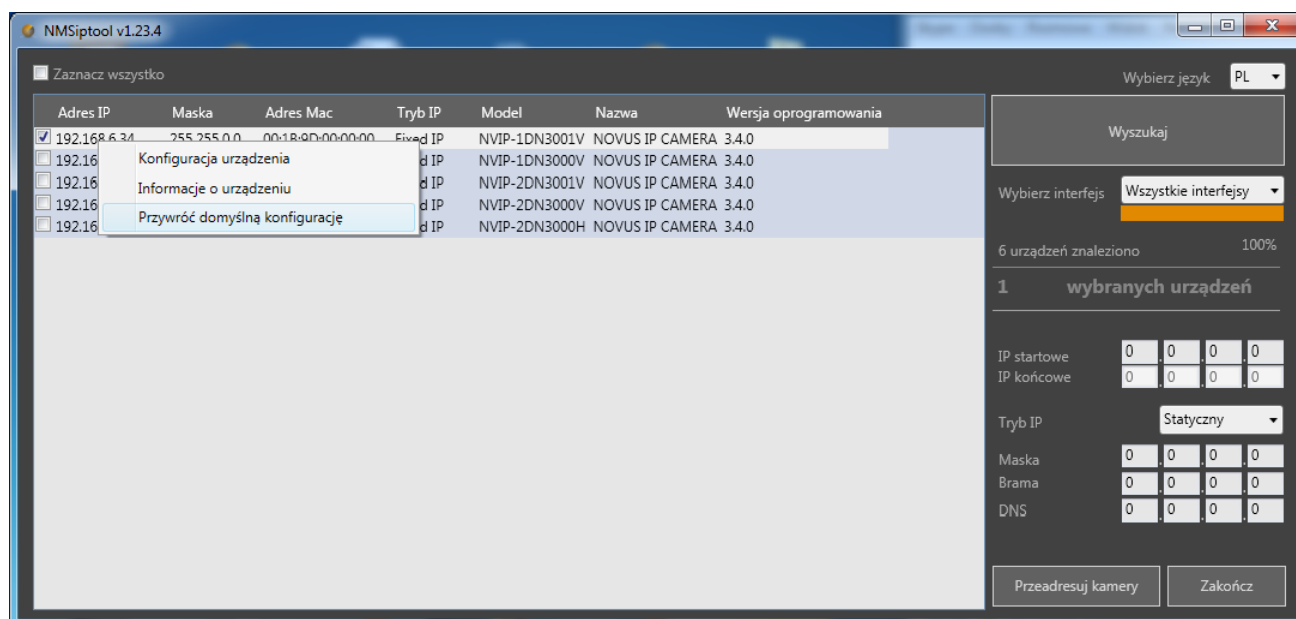 NMSiptool v1.23.4
Zaznacz wszystko
Wybierz język PL
Adres IP Maska Adres Mac Tryb IP Model Nazwa Wersja oprogramowania
192.168.6.34 255.255.0.0 00:1B:9D:00:00:00 Fixed IP NVIP-1DN3001V NOVUS IP CAMERA 3.4.0
192.16 d IP NVIP-1DN3000V NOVUS IP CAMERA 3.4.0
192.16 d IP NVIP-2DN3001V NOVUS IP CAMERA 3.4.0
192.16 d IP NVIP-2DN3000V NOVUS IP CAMERA 3.4.0
192.16 d IP NVIP-2DN3000H NOVUS IP CAMERA 3.4.0
Konfiguracja urządzenia
Informacje o urządzeniu
Przywróć domyślną konfigurację
Wyszukaj
Wybierz interfejs Wszystkie interfejsy
6 urządzeń znaleziono 100%
1 wybranych urządzeń
IP startowe 0 . 0 . 0 . 0
IP końcowe 0 . 0 . 0 . 0
Tryb IP Statyczny
Maska 0 . 0 . 0 . 0
Brama 0 . 0 . 0 . 0
DNS 0 . 0 . 0 . 0
Przeadresuj kamery Zakończ